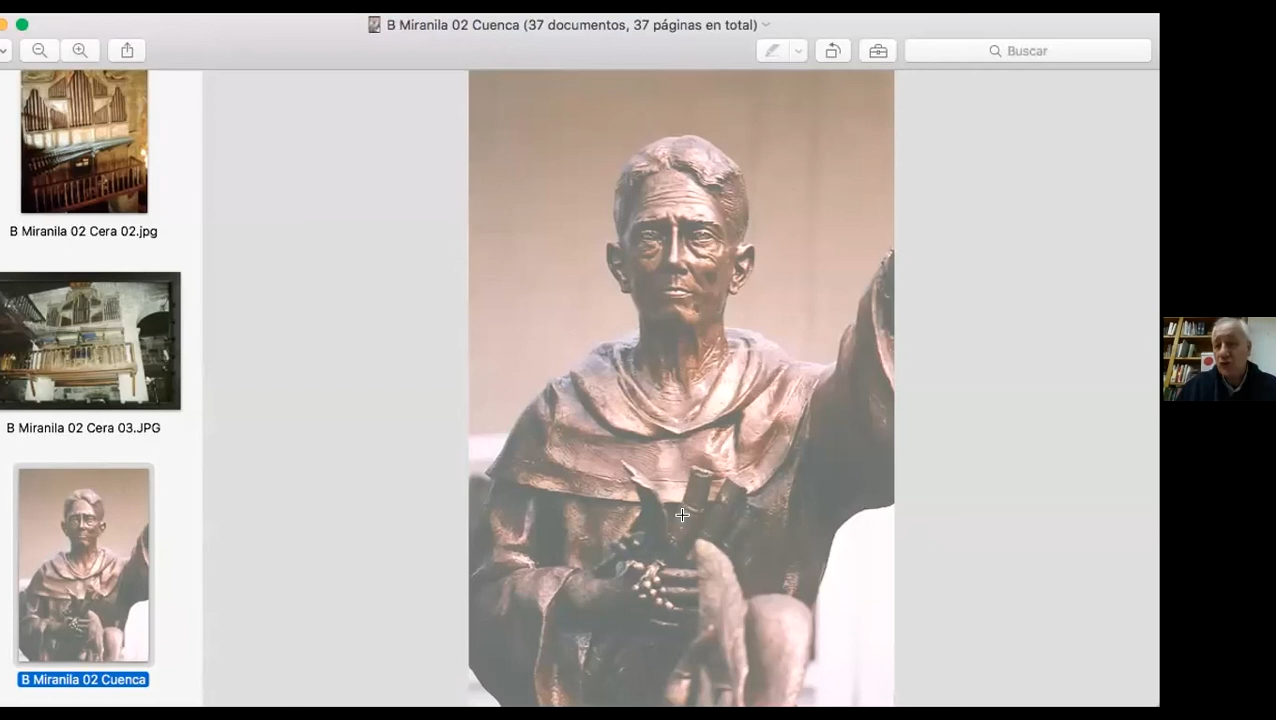 B Miranila 02 Cuenca (37 documentos, 37 páginas en total)
Buscar
B Miranila 02 Cera 02.jpg
B Miranila 02 Cera 03.JPG
B Miranila 02 Cuenca